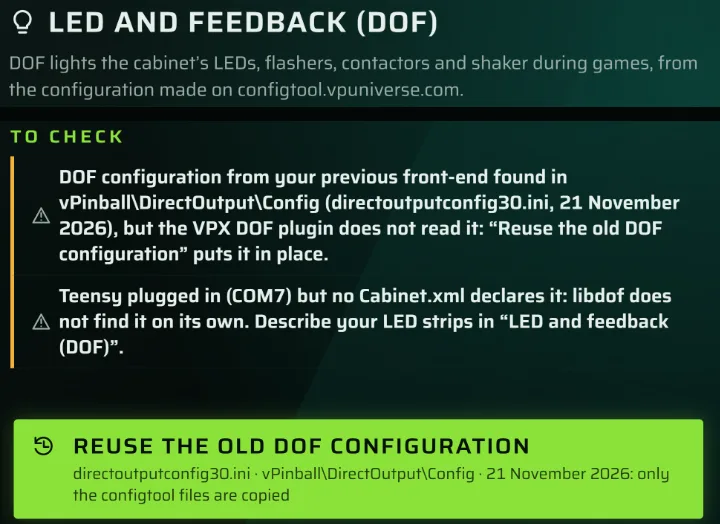 LED AND FEEDBACK (DOF)
DOF lights the cabinet's LEDs, flashers, contactors and shaker during games, from
the configuration made on configtool.vpuniverse.com.
TO CHECK
DOF configuration from your previous front-end found in
vPinball\DirectOutput\Config (directoutputconfig30.ini, 21 November
2026), but the VPX DOF plugin does not read it: “Reuse the old DOF
configuration” puts it in place.
Teensy plugged in (COM7) but no Cabinet.xml declares it: libdof does
not find it on its own. Describe your LED strips in “LED and feedback
(DOF)”.
REUSE THE OLD DOF CONFIGURATION
directoutputconfig30.ini · vPinball\DirectOutput\Config · 21 November 2026: only
the configtool files are copied